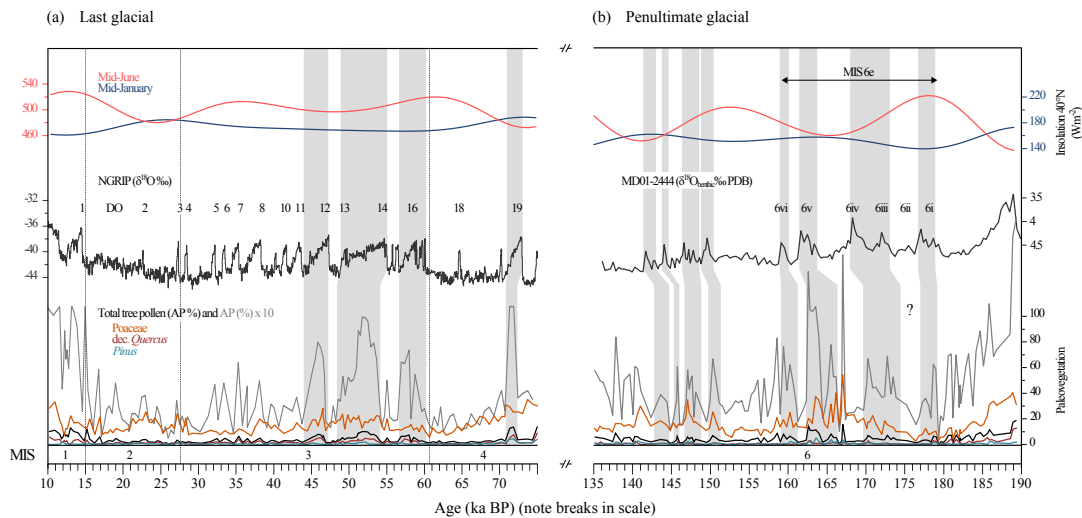 (a) Last glacial
(b) Penultimate glacial
-//-
Mid-June
Mid-January
540
500
460
MIS 6e
220
180
140
Insolation 40°N
(Wm⁻²)
NGRIP (δ¹⁸O ‰)
MD01-2444 (δ¹⁸Obenthic‰ PDB)
-32
-36
-40
-44
1 DO 2 3 4 5 6 7 8 10 11 12 13 14 16 18 19
6vi 6v 6iv 6iii 6ii 6i
3.5
4
4.5
Total tree pollen (AP %) and AP (%) x 10
Poaceae
dec. Quercus
Pinus
?
100
80
60
40
20
0
Paleovegetation
MIS 1 2 3 4 6
10 15 20 25 30 35 40 45 50 55 60 65 70
135 140 145 150 155 160 165 170 175 180 185 190
Age (ka BP) (note breaks in scale)